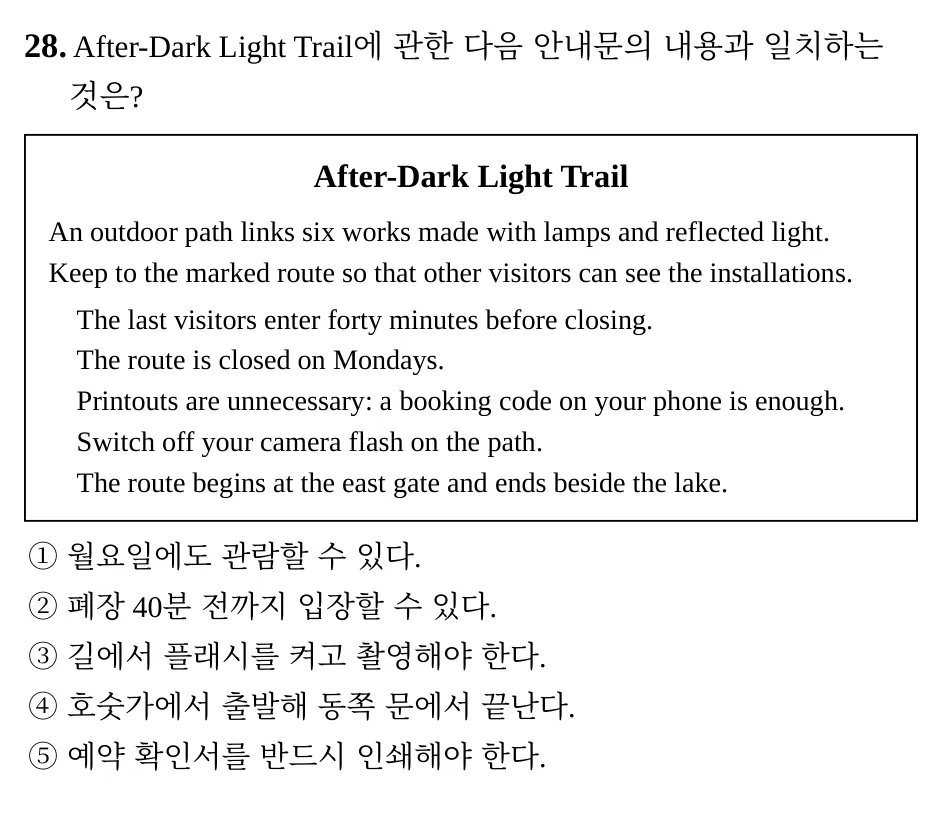 28. After-Dark Light Trail에 관한 다음 안내문의 내용과 일치하는
것은?
After-Dark Light Trail
An outdoor path links six works made with lamps and reflected light.
Keep to the marked route so that other visitors can see the installations.
The last visitors enter forty minutes before closing.
The route is closed on Mondays.
Printouts are unnecessary: a booking code on your phone is enough.
Switch off your camera flash on the path.
The route begins at the east gate and ends beside the lake.
① 월요일에도 관람할 수 있다.
② 폐장 40분 전까지 입장할 수 있다.
③ 길에서 플래시를 켜고 촬영해야 한다.
④ 호숫가에서 출발해 동쪽 문에서 끝난다.
⑤ 예약 확인서를 반드시 인쇄해야 한다.